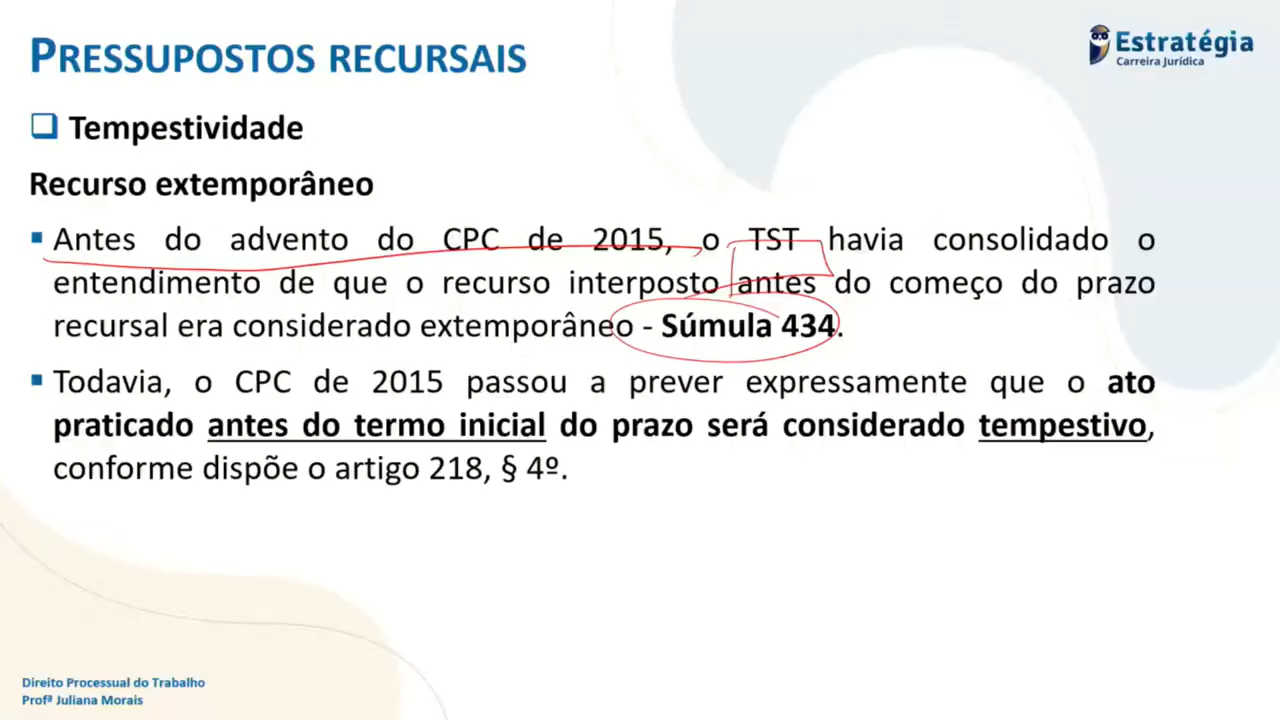 PRESSUPOSTOS RECURSAIS
Estratégia
Carreira Jurídica
❑ Tempestividade
Recurso extemporâneo
▪ Antes do advento do CPC de 2015, o TST havia consolidado o
entendimento de que o recurso interposto antes do começo do prazo
recursal era considerado extemporâneo - Súmula 434.
▪ Todavia, o CPC de 2015 passou a prever expressamente que o ato
praticado antes do termo inicial do prazo será considerado tempestivo,
conforme dispõe o artigo 218, § 4º.
Direito Processual do Trabalho
Profª Juliana Morais